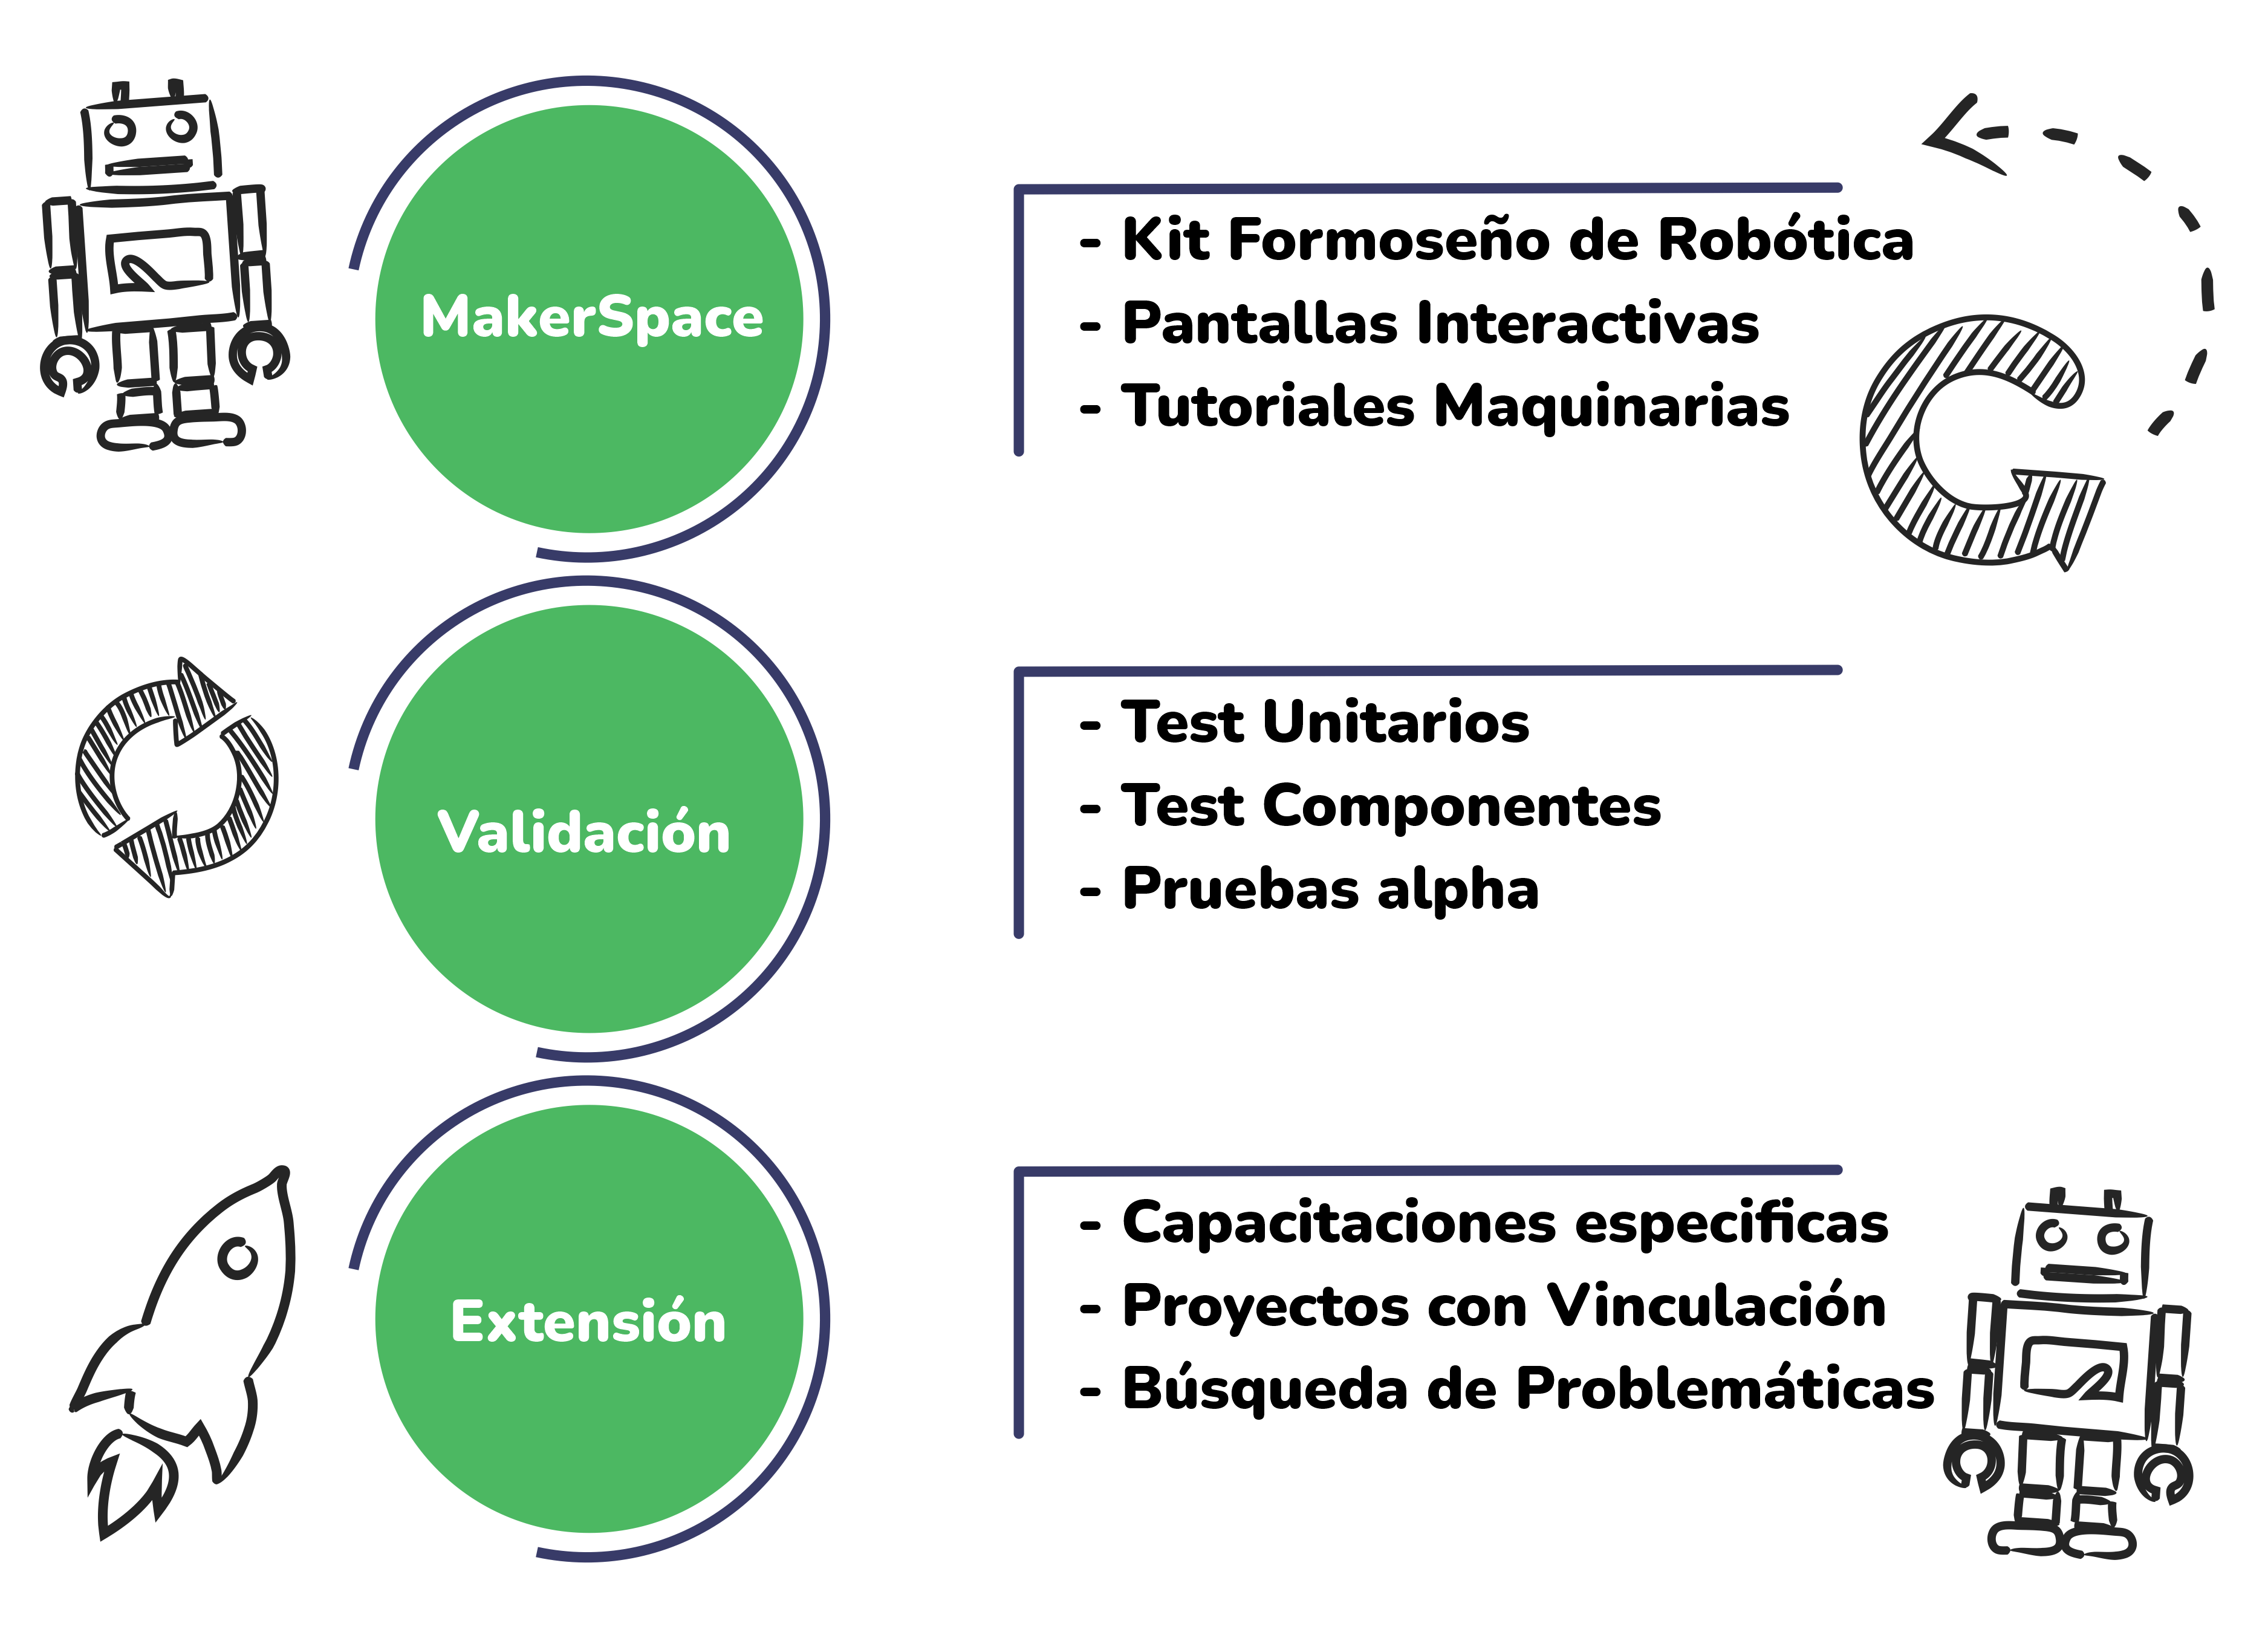 MakerSpace
- Kit Formoseño de Robótica
- Pantallas Interactivas
- Tutoriales Maquinarias
Validación
- Test Unitarios
- Test Componentes
- Pruebas alpha
Extensión
- Capacitaciones especificas
- Proyectos con Vinculación
- Búsqueda de Problemáticas